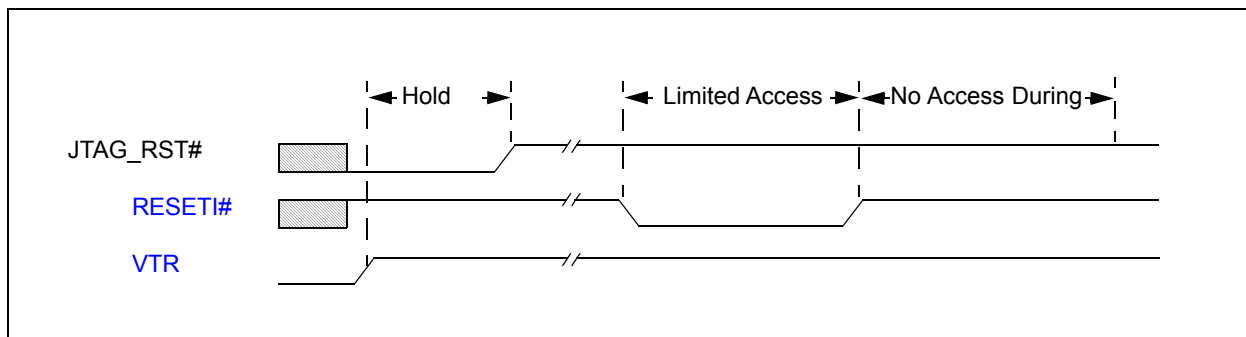 Hold
Limited Access
No Access During
JTAG_RST#
RESETI#
VTR